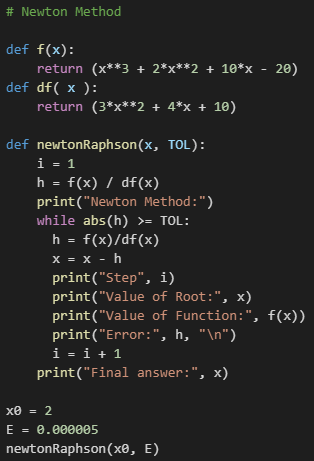 # Newton Method

def f(x):
    return (x**3 + 2*x**2 + 10*x - 20)
def df( x ):
    return (3*x**2 + 4*x + 10)

def newtonRaphson(x, TOL):
    i = 1
    h = f(x) / df(x)
    print("Newton Method:")
    while abs(h) >= TOL:
      h = f(x)/df(x)
      x = x - h
      print("Step", i)
      print("Value of Root:", x)
      print("Value of Function:", f(x))
      print("Error:", h, "\n")
      i = i + 1
    print("Final answer:", x)

x0 = 2
E = 0.000005
newtonRaphson(x0, E)